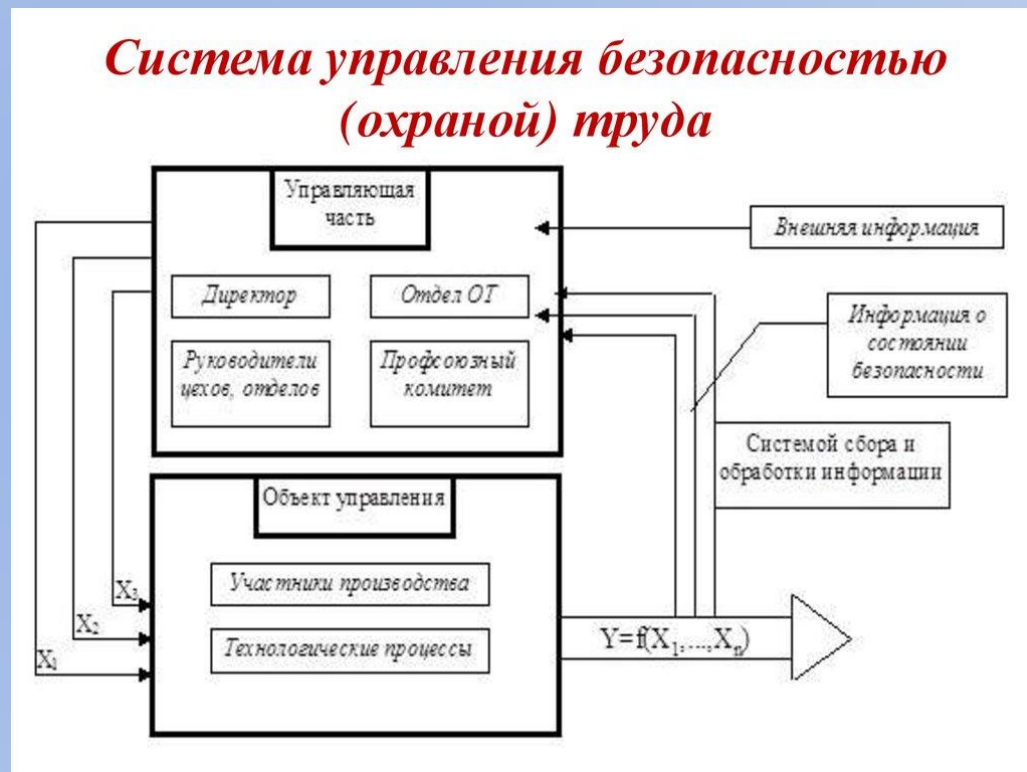 Система управления безопасностью
(охраной) труда
Управляющая
часть
Внешняя информация
Директор
Отдел ОТ
Руководители
цехов, отделов
Профсоюзный
комитет
Информация о
состоянии
безопасности
Системой сбора и
обработки информации
Объект управления
Участники производства
Технологические процессы
X₃
X₂
X₁
Y=f(X₁,...,Xₙ)